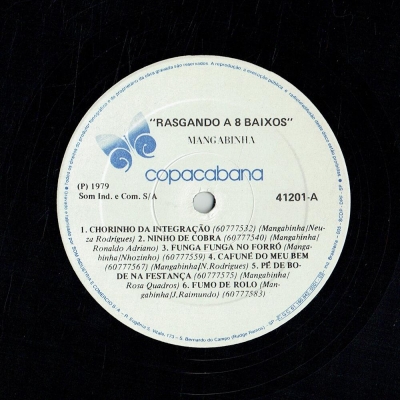 "RASGANDO A 8 BAIXOS"
MANGABINHA
copacabana
(P) 1979
Som Ind. e Com. S/A
41201-A
1. CHORINHO DA INTEGRAÇÃO (60777532) (Mangabinha/Neu-
za Rodrigues) 2. NINHO DE COBRA (60777540) (Mangabinha/
Ronaldo Adriano) 3. FUNGA FUNGA NO FORRÓ (Manga-
binha/Nhozinho) (60777559) 4. CAFUNÉ DO MEU BEM
(60777567) (Mangabinha/N.Rodrigues) 5. PÉ DE BO-
DE NA FESTANÇA (60777575) (Mangabinha/
Rosa Quadros) 6. FUMO DE ROLO (Man-
gabinha/J.Raimundo) (60777583)